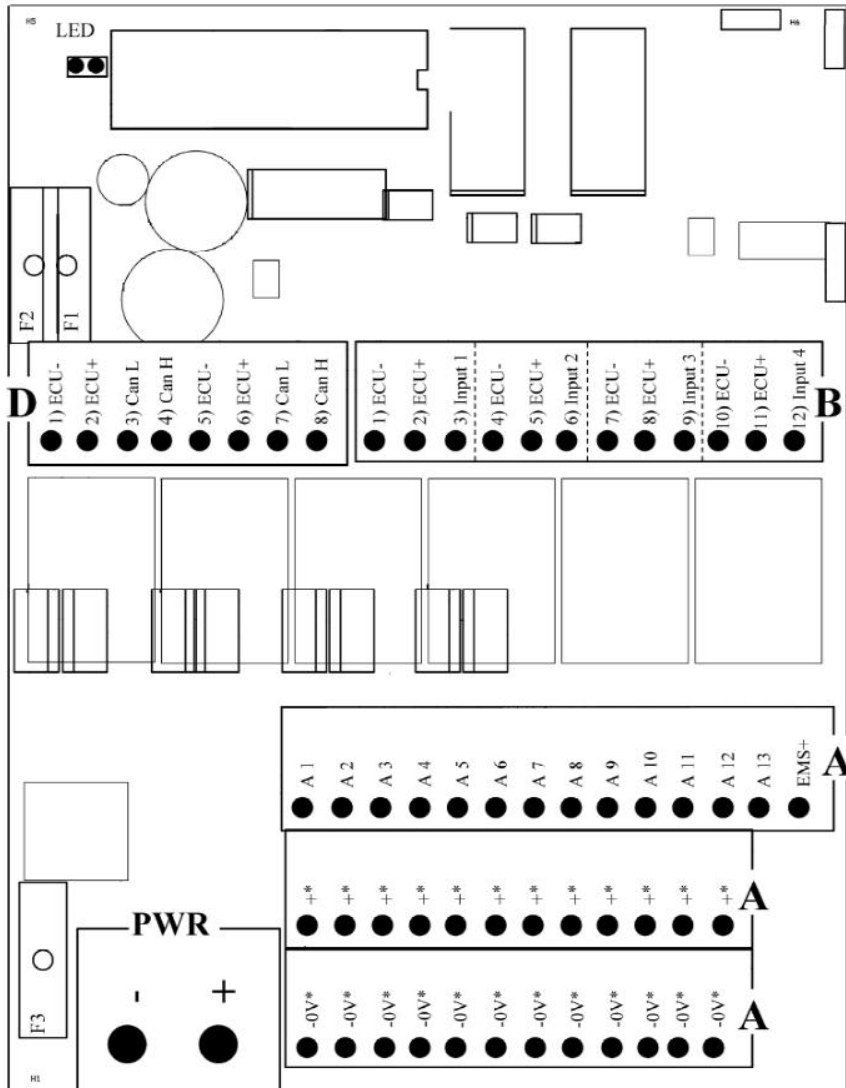 H5
H6
LED
F2
F1
D
1) ECU-
2) ECU+
3) Can L
4) Can H
5) ECU-
6) ECU+
7) Can L
8) Can H
1) ECU-
2) ECU+
3) Input 1
4) ECU-
5) ECU+
6) Input 2
7) ECU-
8) ECU+
9) Input 3
10) ECU-
11) ECU+
12) Input 4
B
A 1
A 2
A 3
A 4
A 5
A 6
A 7
A 8
A 9
A 10
A 11
A 12
A 13
EMS+
A
+*
+*
+*
+*
+*
+*
+*
+*
+*
+*
+*
+*
A
F3
PWR
-
+
-0V*
-0V*
-0V*
-0V*
-0V*
-0V*
-0V*
-0V*
-0V*
-0V*
-0V*
-0V*
A
H1